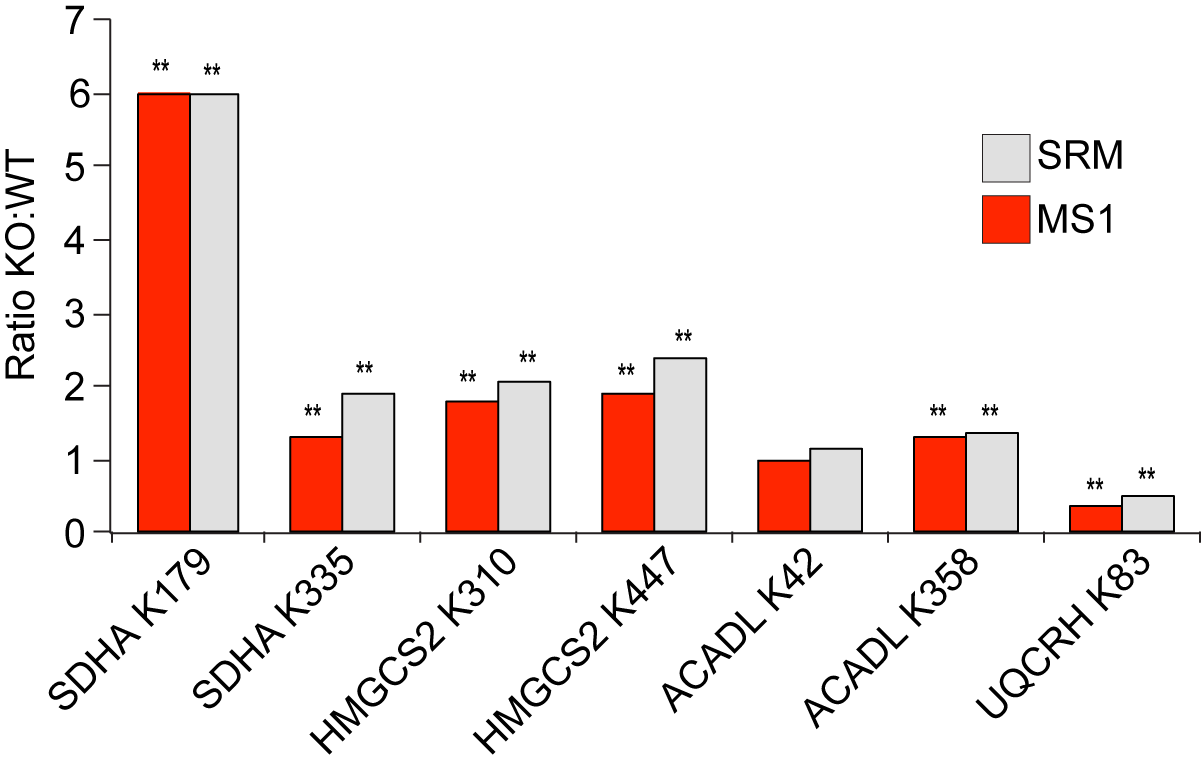 Ratio KO:WT
7
6
5
4
3
2
1
0
** **
** **
** **
** **
** **
** **
SRM
MS1
SDHA K179
SDHA K335
HMGCS2 K310
HMGCS2 K447
ACADL K42
ACADL K358
UQCRH K83